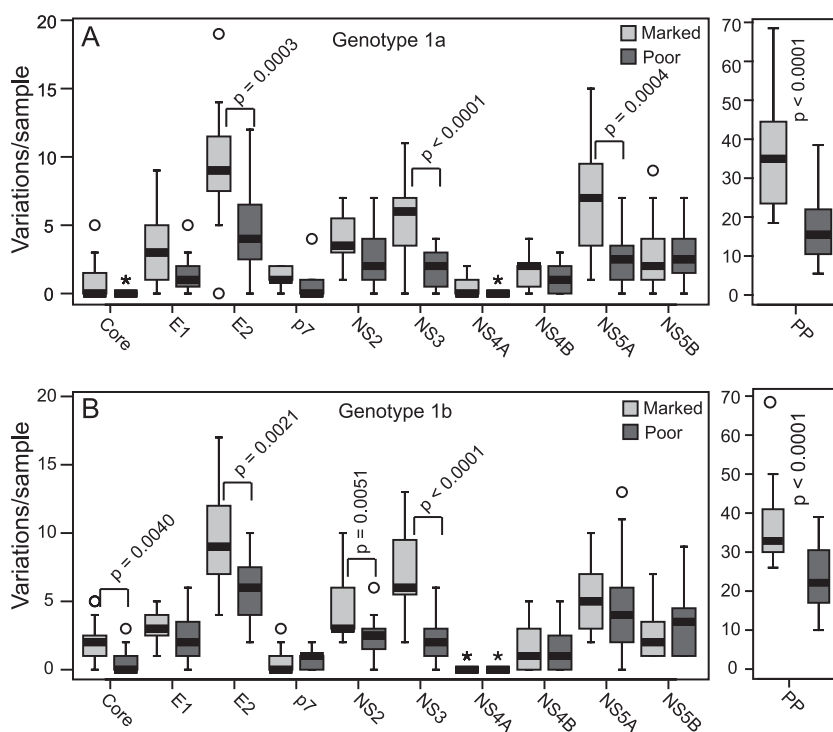 A
Genotype 1a
Marked
Poor
Variations/sample
20
15
10
5
0
p = 0.0003
p < 0.0001
p = 0.0004
*
*
Core
E1
E2
p7
NS2
NS3
NS4A
NS4B
NS5A
NS5B
70
60
50
40
30
20
10
0
p < 0.0001
PP
B
Genotype 1b
Marked
Poor
Variations/sample
20
15
10
5
0
p = 0.0040
p = 0.0021
p = 0.0051
p < 0.0001
*
*
Core
E1
E2
p7
NS2
NS3
NS4A
NS4B
NS5A
NS5B
70
60
50
40
30
20
10
0
p < 0.0001
PP